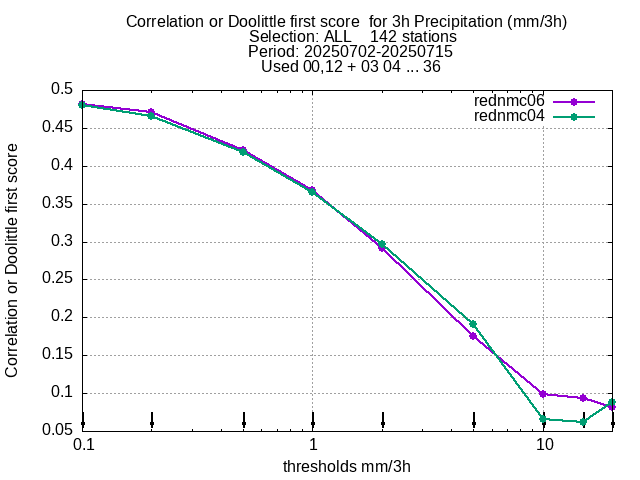 Correlation or Doolittle first score  for 3h Precipitation (mm/3h)
Selection: ALL    142 stations
Period: 20250702-20250715
Used 00,12 + 03 04 ... 36
rednmc06
rednmc04
Correlation or Doolittle first score
0.5
0.45
0.4
0.35
0.3
0.25
0.2
0.15
0.1
0.05
0.1 1 10
thresholds mm/3h